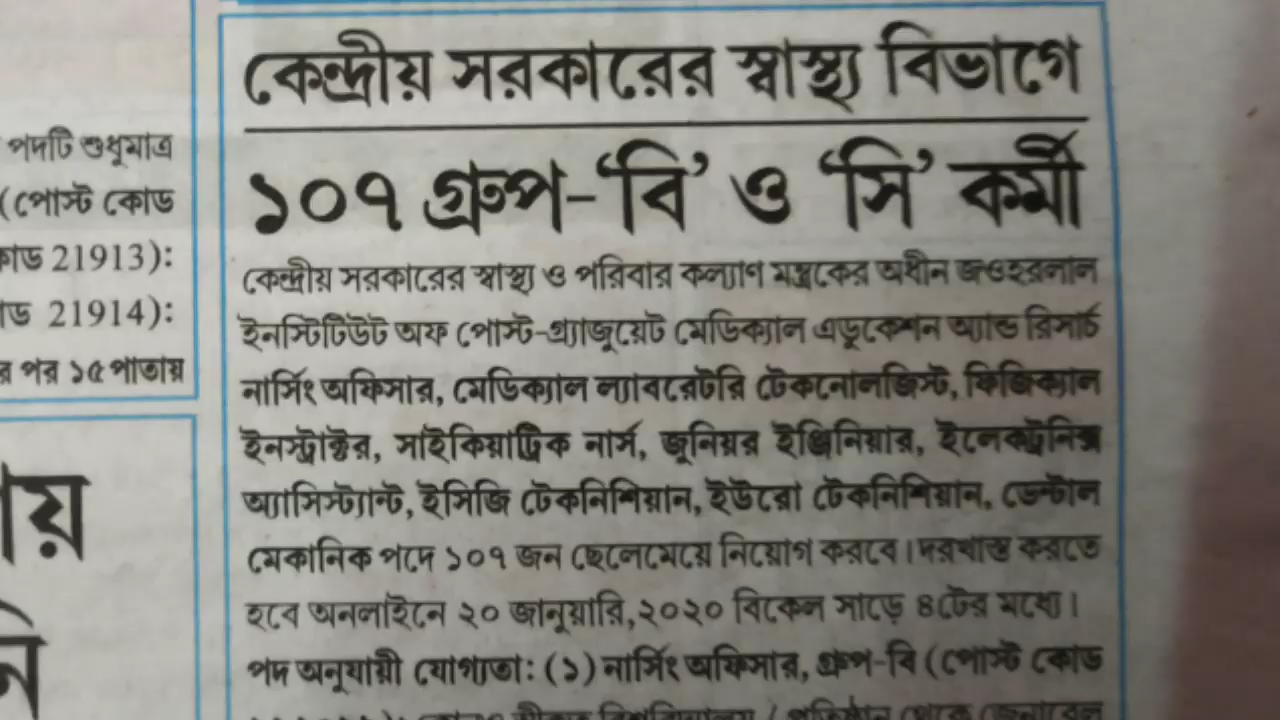 পদটি শুধুমাত্র
(পোস্ট কোড
কোড 21913):
কোড 21914):
র পর ১৫ পাতায়
কেন্দ্রীয় সরকারের স্বাস্থ্য বিভাগে
১০৭ গ্রুপ-‘বি’ ও ‘সি’ কর্মী
কেন্দ্রীয় সরকারের স্বাস্থ্য ও পরিবার কল্যাণ মন্ত্রকের অধীন জওহরলাল
ইনস্টিটিউট অফ পোস্ট-গ্র্যাজুয়েট মেডিক্যাল এডুকেশন অ্যান্ড রিসার্চ
নার্সিং অফিসার, মেডিক্যাল ল্যাবরেটরি টেকনোলজিস্ট, ফিজিক্যাল
ইনস্ট্রাক্টর, সাইকিয়াট্রিক নার্স, জুনিয়র ইঞ্জিনিয়ার, ইলেকট্রনিক্স
অ্যাসিস্ট্যান্ট, ইসিজি টেকনিশিয়ান, ইউরো টেকনিশিয়ান, ডেন্টাল
মেকানিক পদে ১০৭ জন ছেলেমেয়ে নিয়োগ করবে। দরখাস্ত করতে
হবে অনলাইনে ২০ জানুয়ারি, ২০২০ বিকেল সাড়ে ৪টের মধ্যে।
পদ অনুযায়ী যোগ্যতা: (১) নার্সিং অফিসার, গ্রুপ-বি (পোস্ট কোড